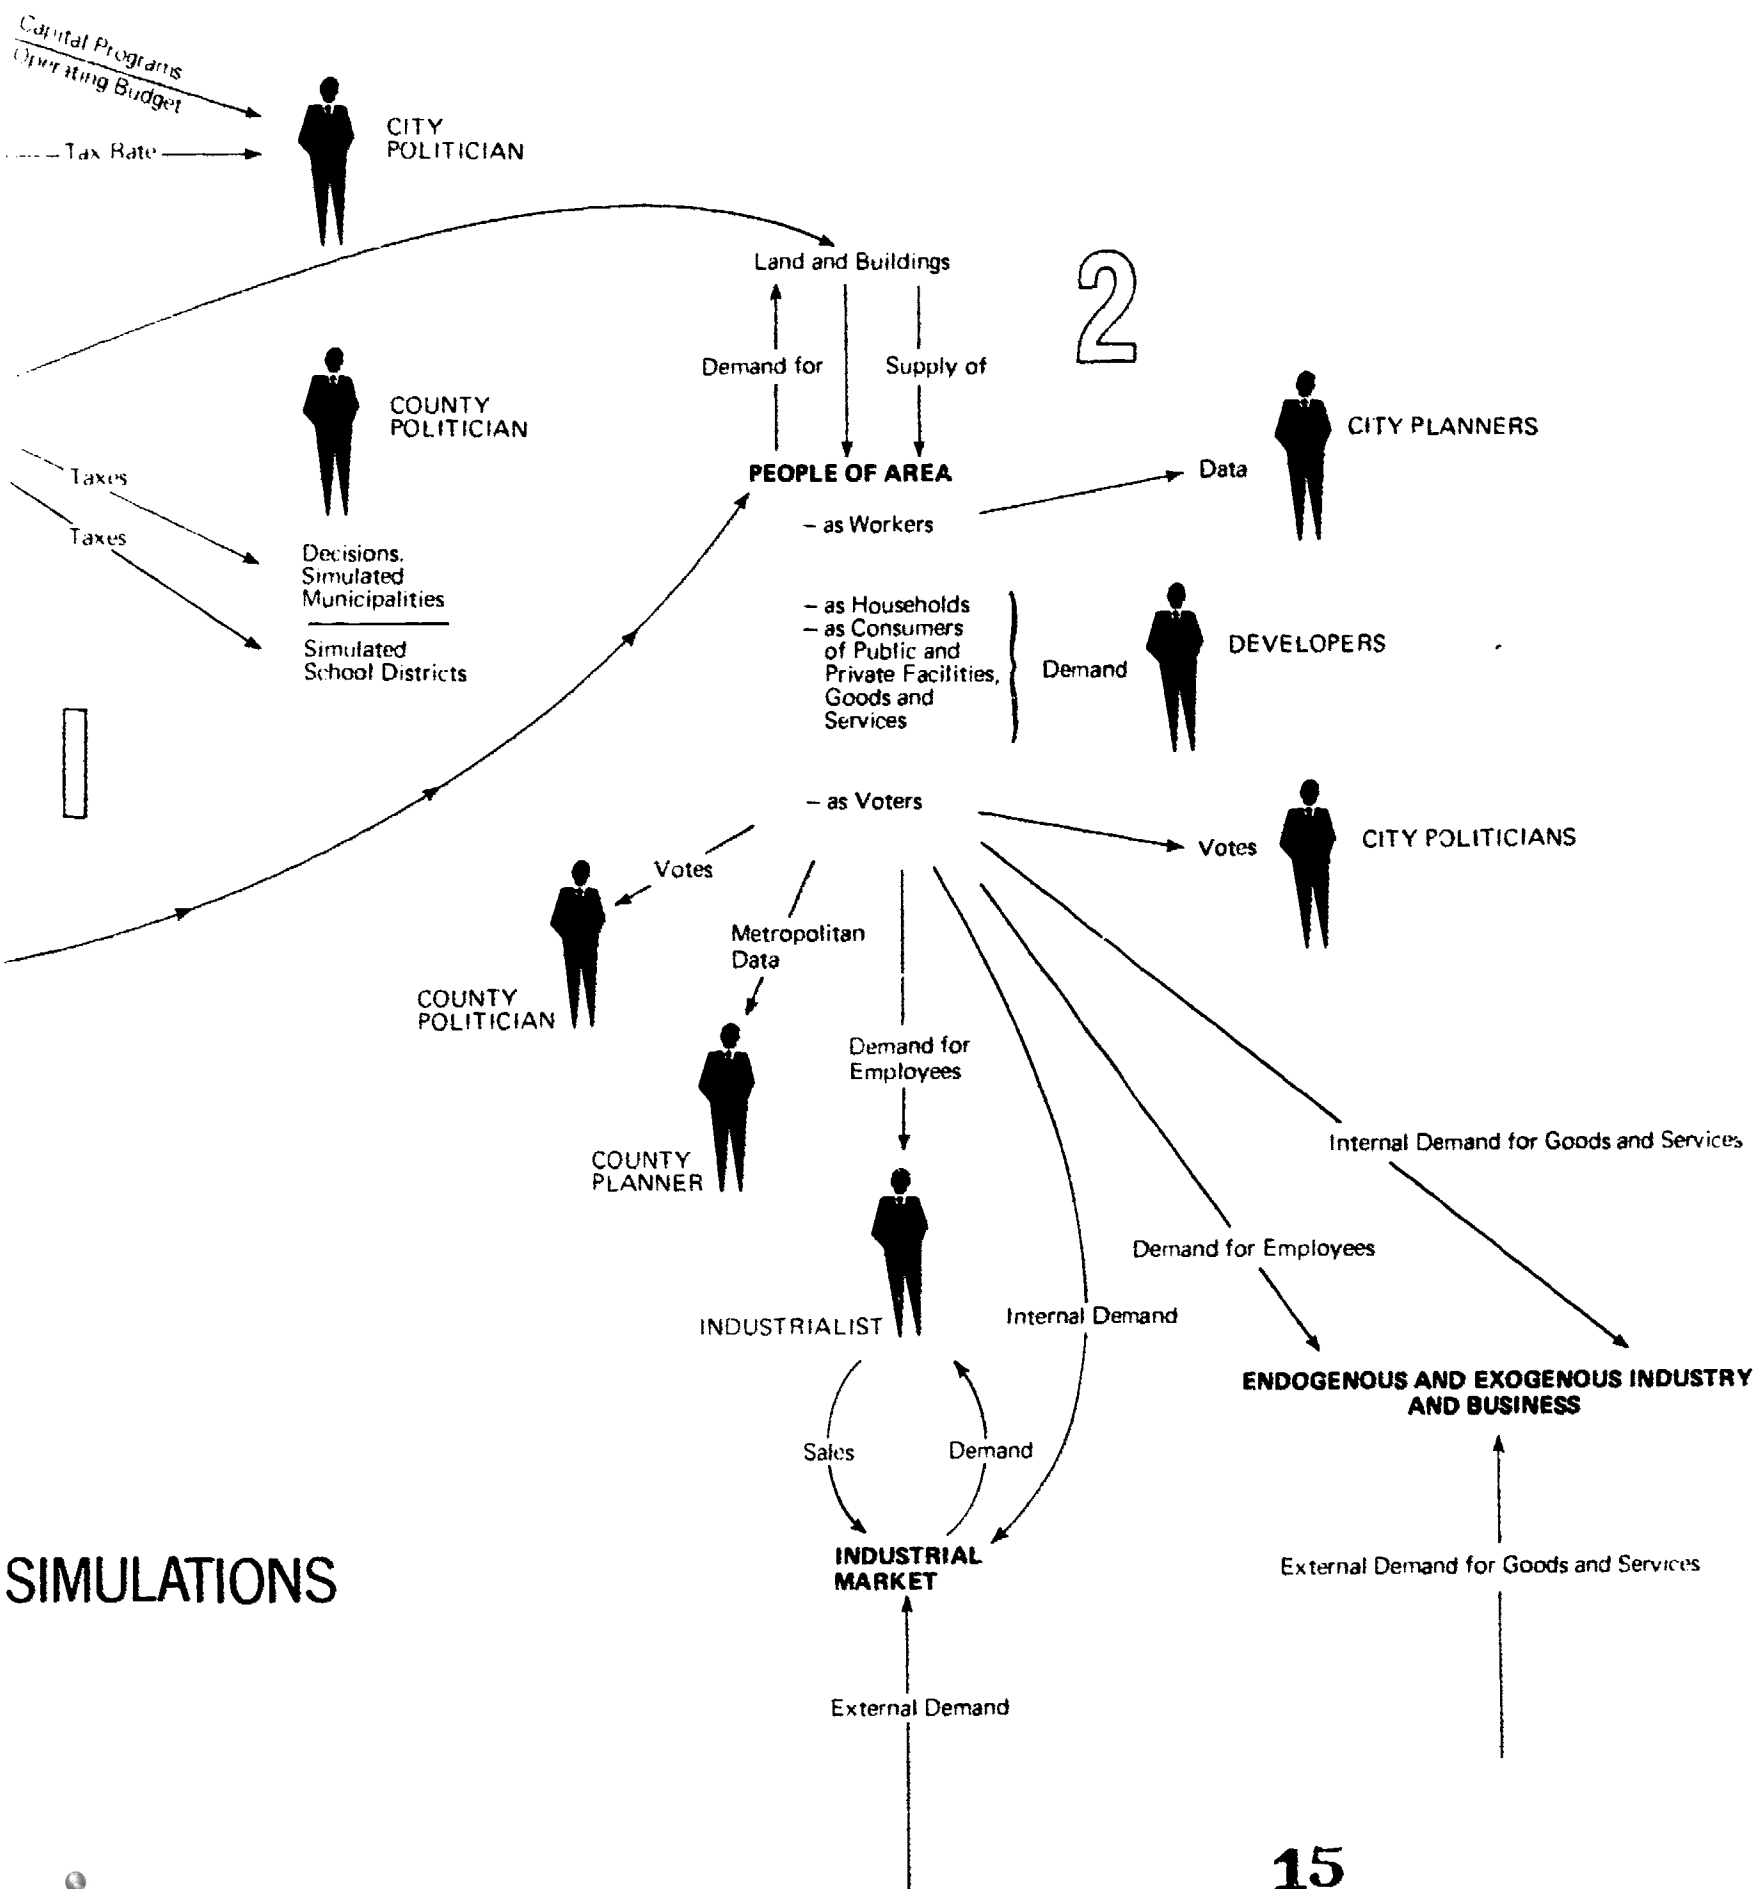 Capital Programs
Operating Budget
Tax Rate
CITY
POLITICIAN
Land and Buildings
2
Demand for
Supply of
COUNTY
POLITICIAN
CITY PLANNERS
Taxes
PEOPLE OF AREA
Data
– as Workers
Taxes
Decisions.
Simulated
Municipalities
Simulated
School Districts
– as Households
– as Consumers
of Public and
Private Facilities,
Goods and
Services
Demand
DEVELOPERS
1
– as Voters
Votes
CITY POLITICIANS
Votes
Metropolitan
Data
COUNTY
POLITICIAN
Demand for
Employees
COUNTY
PLANNER
Internal Demand for Goods and Services
Demand for Employees
INDUSTRIALIST
Internal Demand
ENDOGENOUS AND EXOGENOUS INDUSTRY
AND BUSINESS
Sales
Demand
INDUSTRIAL
MARKET
External Demand for Goods and Services
SIMULATIONS
External Demand
15